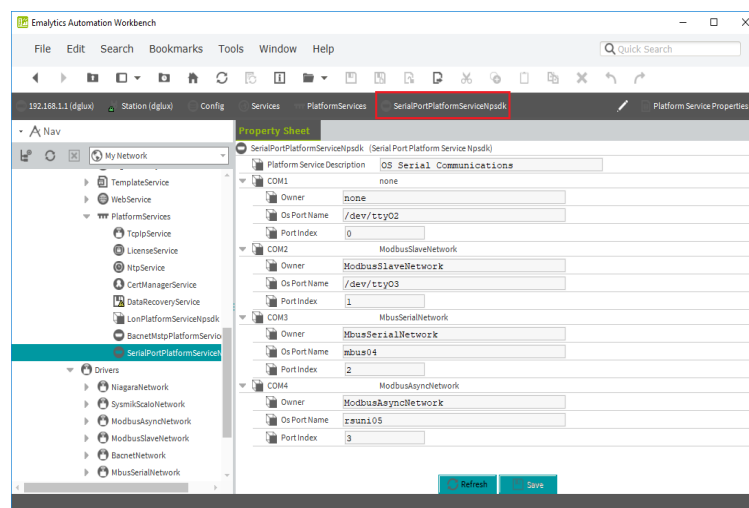 Emalytics Automation Workbench
File Edit Search Bookmarks Tools Window Help
Quick Search
192.168.1.1 (dglux) Station (dglux) Config Services PlatformServices SerialPortPlatformServiceNpsdk Platform Service Properties
Nav
My Network
TemplateService
WebService
PlatformServices
TcpIpService
LicenseService
NtpService
CertManagerService
DataRecoveryService
LonPlatformServiceNpsdk
BacnetMstpPlatformServic
SerialPortPlatformServiceN
Drivers
NiagaraNetwork
SysmikScaIoNetwork
ModbusAsyncNetwork
ModbusSlaveNetwork
BacnetNetwork
MbusSerialNetwork
Property Sheet
SerialPortPlatformServiceNpsdk (Serial Port Platform Service Npsdk)
Platform Service Description OS Serial Communications
COM1 none
Owner none
Os Port Name /dev/ttyO2
Port Index 0
COM2 ModbusSlaveNetwork
Owner ModbusSlaveNetwork
Os Port Name /dev/ttyO3
Port Index 1
COM3 MbusSerialNetwork
Owner MbusSerialNetwork
Os Port Name mbus04
Port Index 2
COM4 ModbusAsyncNetwork
Owner ModbusAsyncNetwork
Os Port Name rsuni05
Port Index 3
Refresh Save